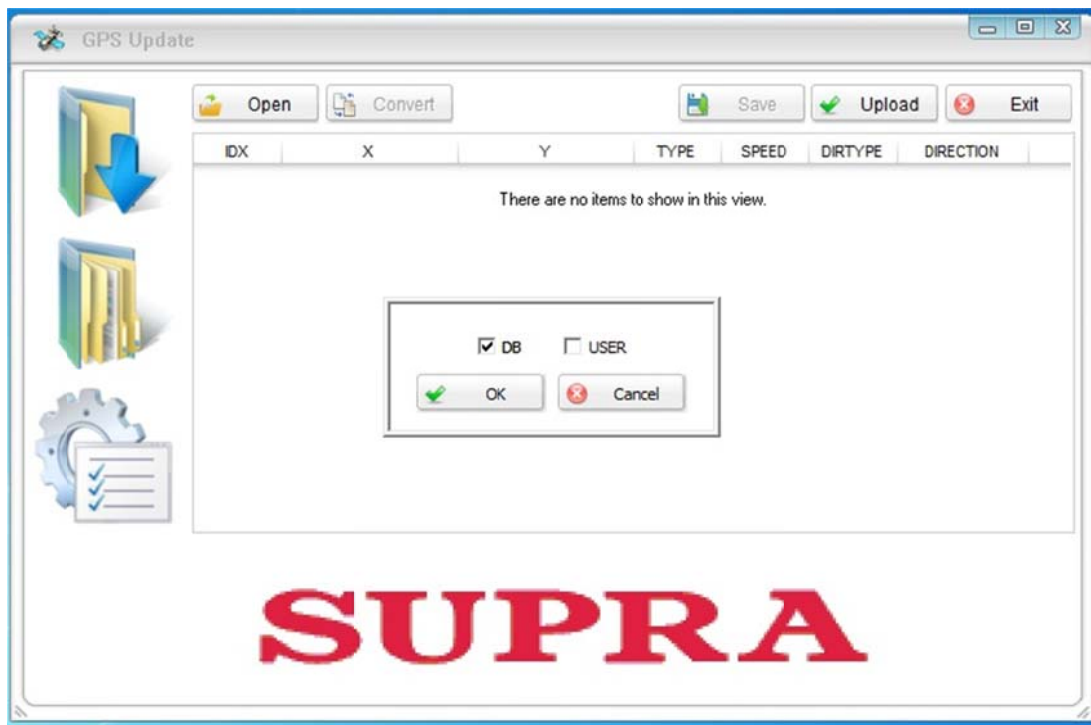 GPS Update
Open Convert Save Upload Exit
IDX X Y TYPE SPEED DIRTYPE DIRECTION
There are no items to show in this view.
DB USER
OK Cancel
SUPRA